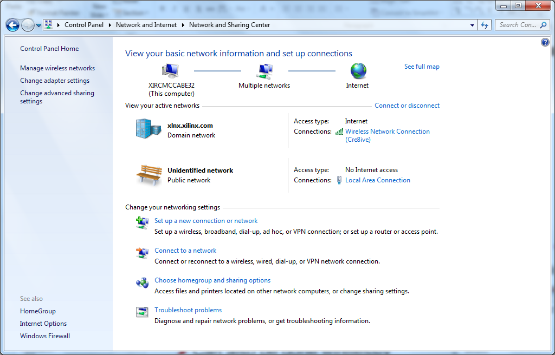 Control Panel ▸ Network and Internet ▸ Network and Sharing Center
Search Con...
Control Panel Home
Manage wireless networks
Change adapter settings
Change advanced sharing
settings
See also
HomeGroup
Internet Options
Windows Firewall
View your basic network information and set up connections
See full map
XIRCMCCABE32
(This computer)
Multiple networks
Internet
View your active networks
Connect or disconnect
xlnx.xilinx.com
Domain network
Access type: Internet
Connections: Wireless Network Connection
(Cre8ive)
Unidentified network
Public network
Access type: No Internet access
Connections: Local Area Connection
Change your networking settings
Set up a new connection or network
Set up a wireless, broadband, dial-up, ad hoc, or VPN connection; or set up a router or access point.
Connect to a network
Connect or reconnect to a wireless, wired, dial-up, or VPN network connection.
Choose homegroup and sharing options
Access files and printers located on other network computers, or change sharing settings.
Troubleshoot problems
Diagnose and repair network problems, or get troubleshooting information.